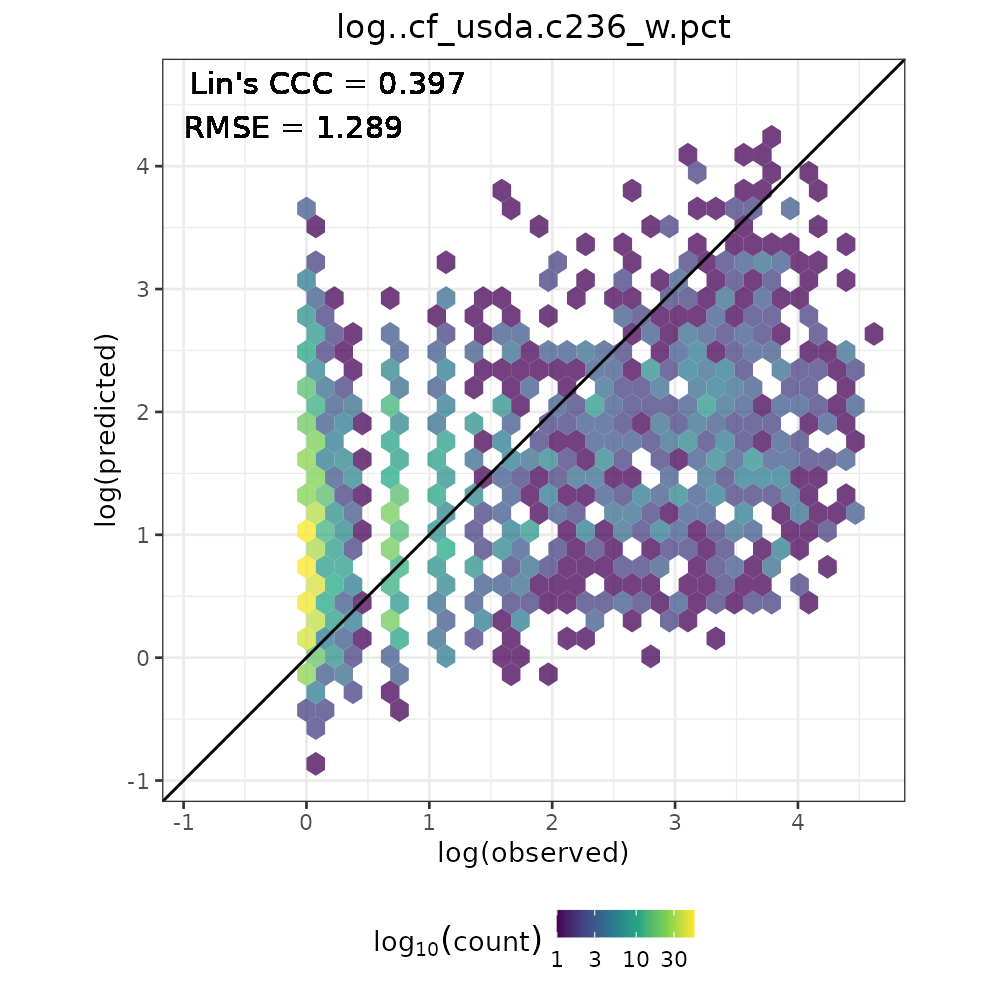 log..cf_usda.c236_w.pct
Lin's CCC = 0.397
RMSE = 1.289
4
3
2
1
0
-1
log(predicted)
-1 0 1 2 3 4
log(observed)
log10(count)
1 3 10 30